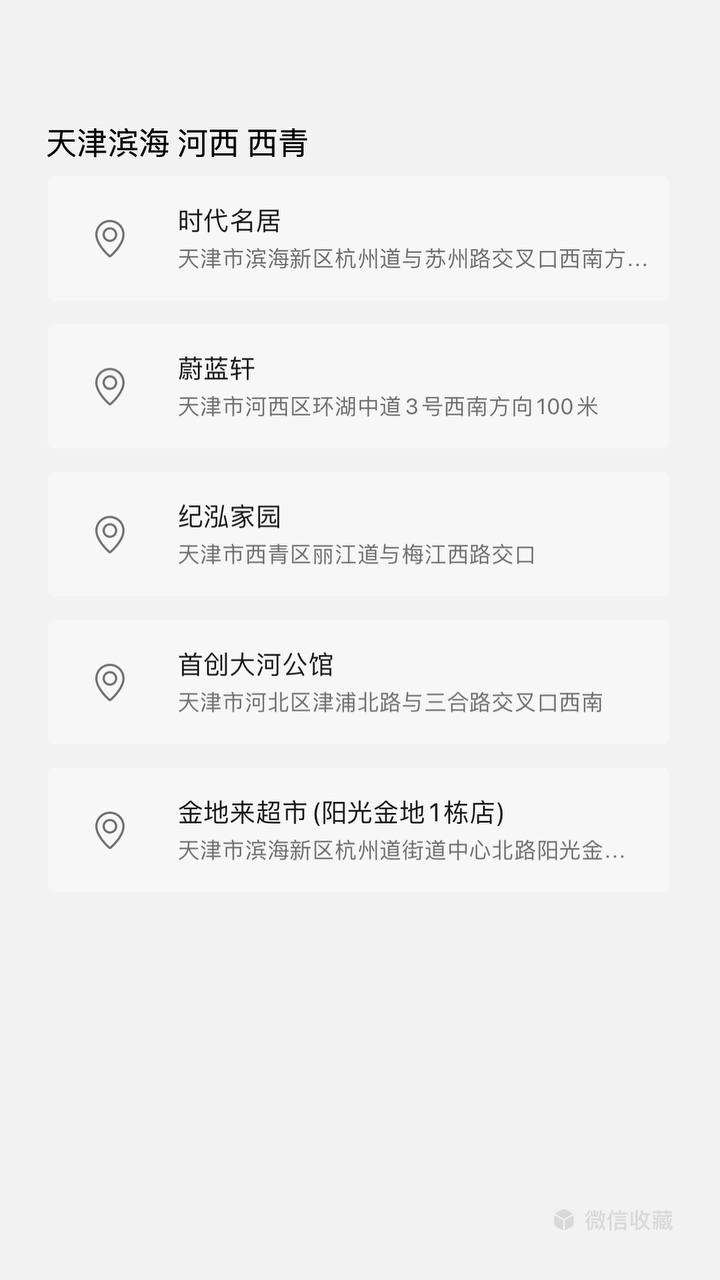 天津滨海 河西 西青
时代名居
天津市滨海新区杭州道与苏州路交叉口西南方...
蔚蓝轩
天津市河西区环湖中道3号西南方向100米
纪泓家园
天津市西青区丽江道与梅江西路交口
首创大河公馆
天津市河北区津浦北路与三合路交叉口西南
金地来超市(阳光金地1栋店)
天津市滨海新区杭州道街道中心北路阳光金...
微信收藏